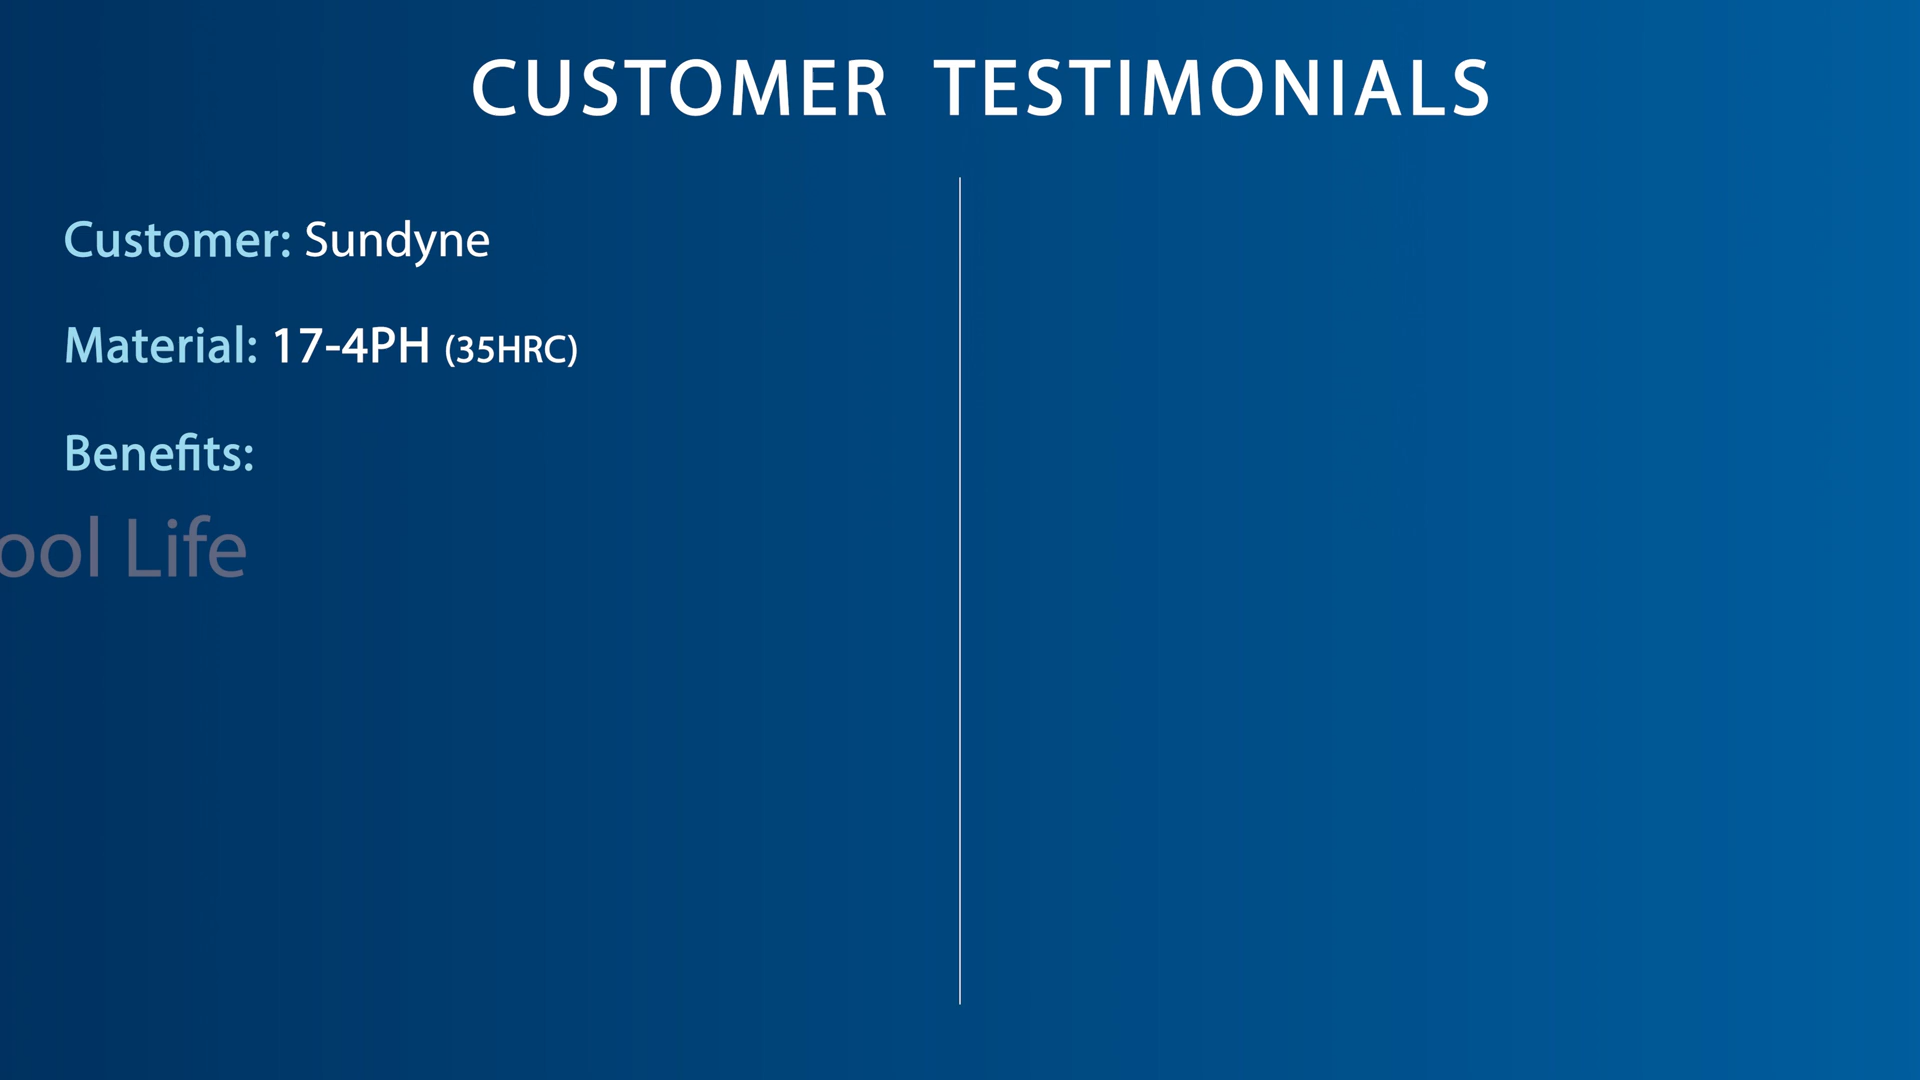 CUSTOMER TESTIMONIALS
Customer: Sundyne
Material: 17-4PH (35HRC)
Benefits:
ool Life